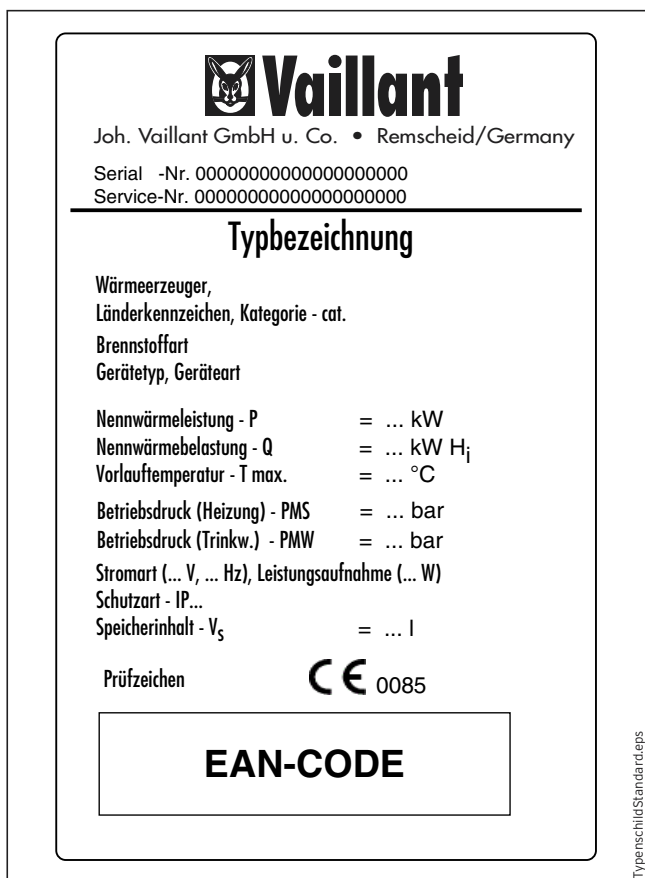 Vaillant
Joh. Vaillant GmbH u. Co. • Remscheid/Germany
Serial -Nr. 00000000000000000000
Service-Nr. 00000000000000000000
Typbezeichnung
Wärmeerzeuger,
Länderkennzeichen, Kategorie - cat.
Brennstoffart
Gerätetyp, Geräteart
Nennwärmeleistung - P = ... kW
Nennwärmebelastung - Q = ... kW Hi
Vorlauftemperatur - T max. = ... °C
Betriebsdruck (Heizung) - PMS = ... bar
Betriebsdruck (Trinkw.) - PMW = ... bar
Stromart (... V, ... Hz), Leistungsaufnahme (... W)
Schutzart - IP...
Speicherinhalt - VS = ... l
Prüfzeichen CE 0085
EAN-CODE
TypenschildStandard.eps